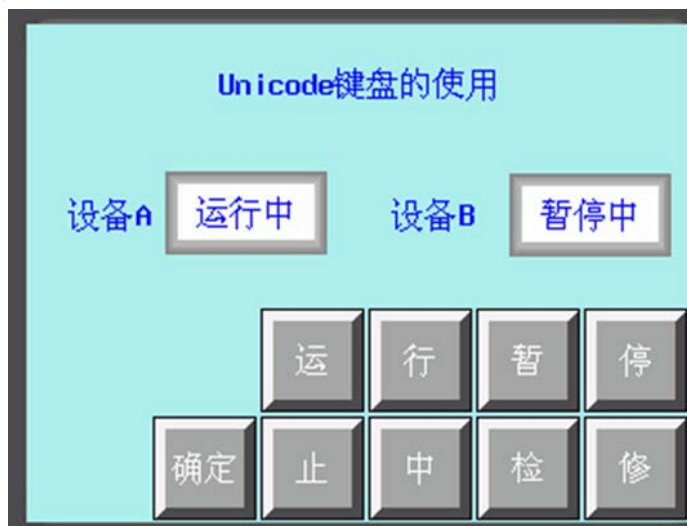 Unicode键盘的使用
设备A 运行中 设备B 暂停中
运 行 暂 停
确定 止 中 检 修